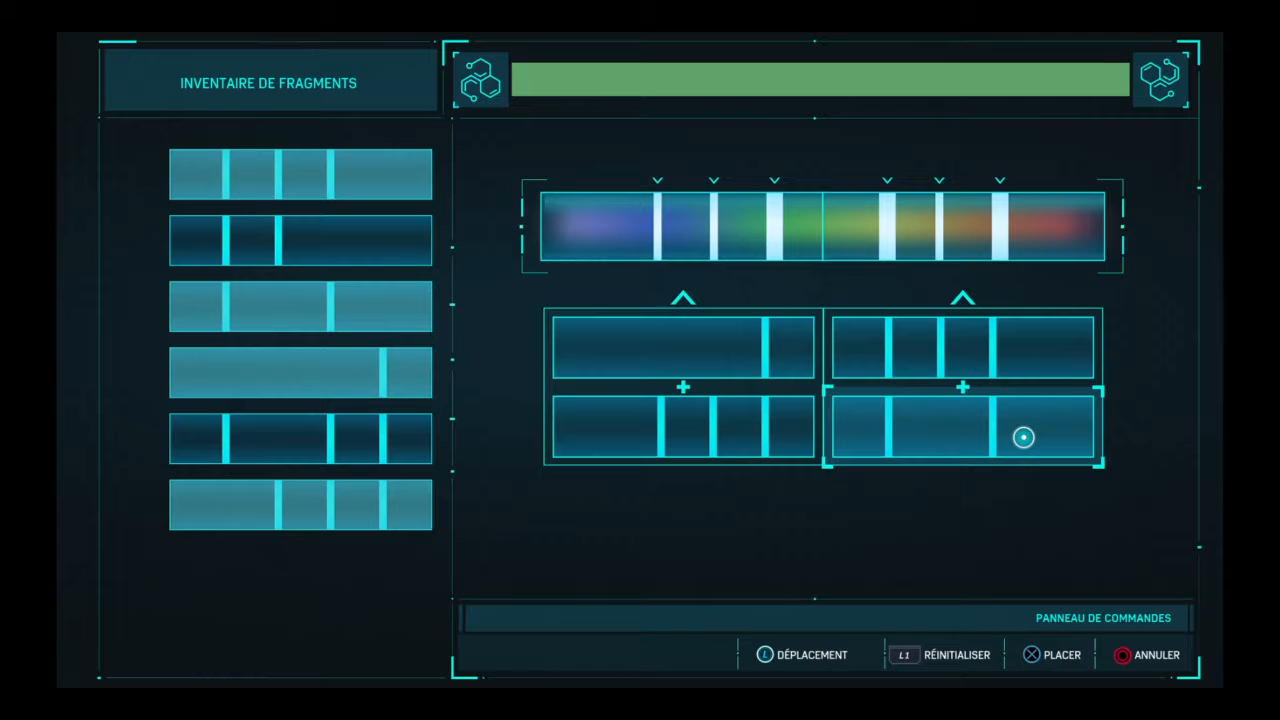 INVENTAIRE DE FRAGMENTS
PANNEAU DE COMMANDES
L DÉPLACEMENT
L1 RÉINITIALISER
PLACER
ANNULER